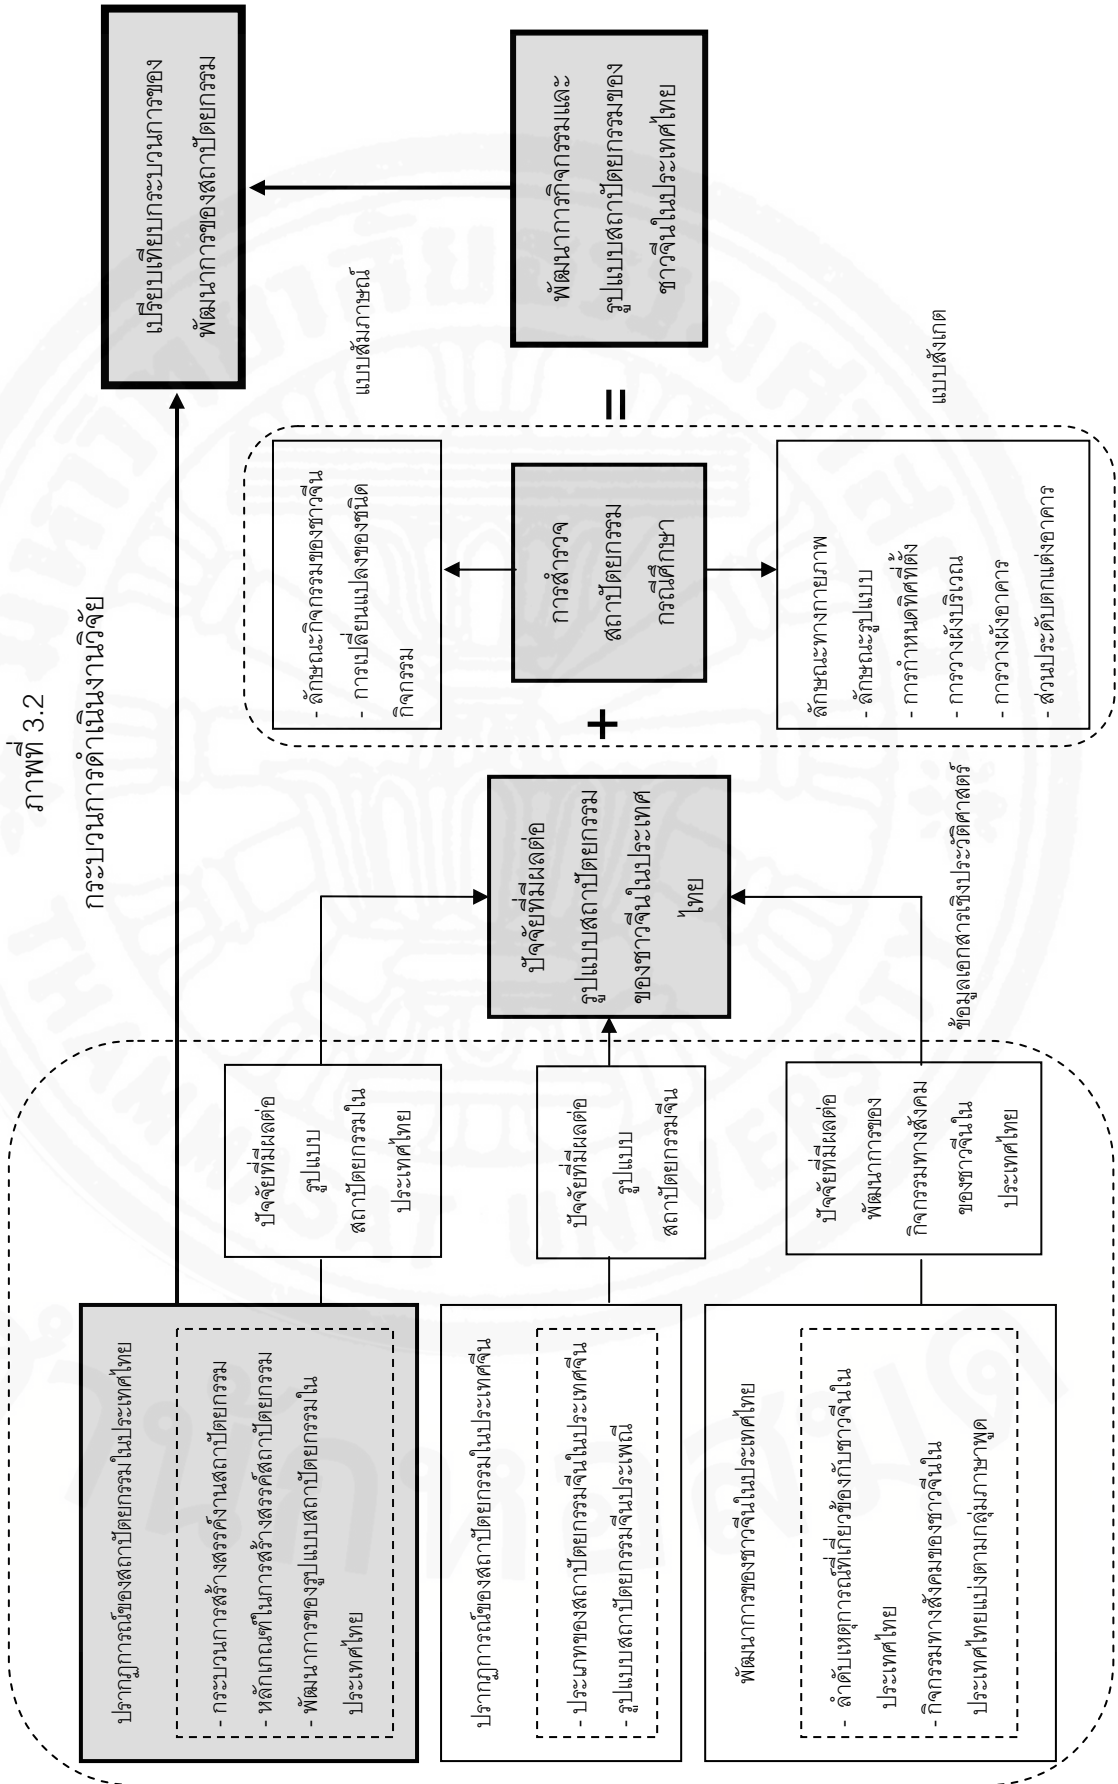 ภาพที่ 3.2
กระบวนการดำเนินงานวิจัย
ปรากฏการณ์ของสถาปัตยกรรมในประเทศไทย
- กระบวนการสร้างสรรค์งานสถาปัตยกรรม
- หลักเกณฑ์ในการสร้างสรรค์สถาปัตยกรรม
- พัฒนาการของรูปแบบสถาปัตยกรรมใน
ประเทศไทย
ปรากฏการณ์ของสถาปัตยกรรมในประเทศจีน
- ประเภทของสถาปัตยกรรมจีนในประเทศจีน
- รูปแบบสถาปัตยกรรมจีนประเพณี
พัฒนาการของชาวจีนในประเทศไทย
- ลำดับเหตุการณ์ที่เกี่ยวข้องกับชาวจีนใน
ประเทศไทย
- กิจกรรมทางสังคมของชาวจีนใน
ประเทศไทยแบ่งตามกลุ่มภาษาพูด
ปัจจัยที่มีผลต่อ
รูปแบบ
สถาปัตยกรรมใน
ประเทศไทย
ปัจจัยที่มีผลต่อ
รูปแบบ
สถาปัตยกรรมจีน
ปัจจัยที่มีผลต่อ
พัฒนาการของ
กิจกรรมทางสังคม
ของชาวจีนใน
ประเทศไทย
ข้อมูลเอกสารเชิงประวัติศาสตร์
ปัจจัยที่มีผลต่อ
รูปแบบสถาปัตยกรรม
ของชาวจีนในประเทศ
ไทย
+
- ลักษณะกิจกรรมของชาวจีน
- การเปลี่ยนแปลงของชนิด
กิจกรรม
การสำรวจ
สถาปัตยกรรม
กรณีศึกษา
ลักษณะทางกายภาพ
- ลักษณะรูปแบบ
- การกำหนดทิศที่ตั้ง
- การวางผังบริเวณ
- การวางผังอาคาร
- ส่วนประดับตกแต่งอาคาร
แบบสัมภาษณ์
=
แบบสังเกต
เปรียบเทียบกระบวนการของ
พัฒนาการของสถาปัตยกรรม
พัฒนาการกิจกรรมและ
รูปแบบสถาปัตยกรรมของ
ชาวจีนในประเทศไทย